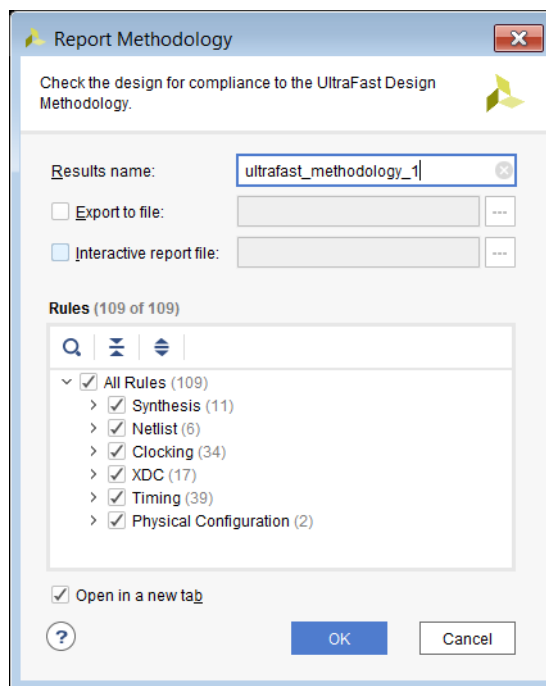 Report Methodology
Check the design for compliance to the UltraFast Design
Methodology.
Results name: ultrafast_methodology_1
Export to file: ...
Interactive report file: ...
Rules (109 of 109)
All Rules (109)
Synthesis (11)
Netlist (6)
Clocking (34)
XDC (17)
Timing (39)
Physical Configuration (2)
Open in a new tab
? OK Cancel